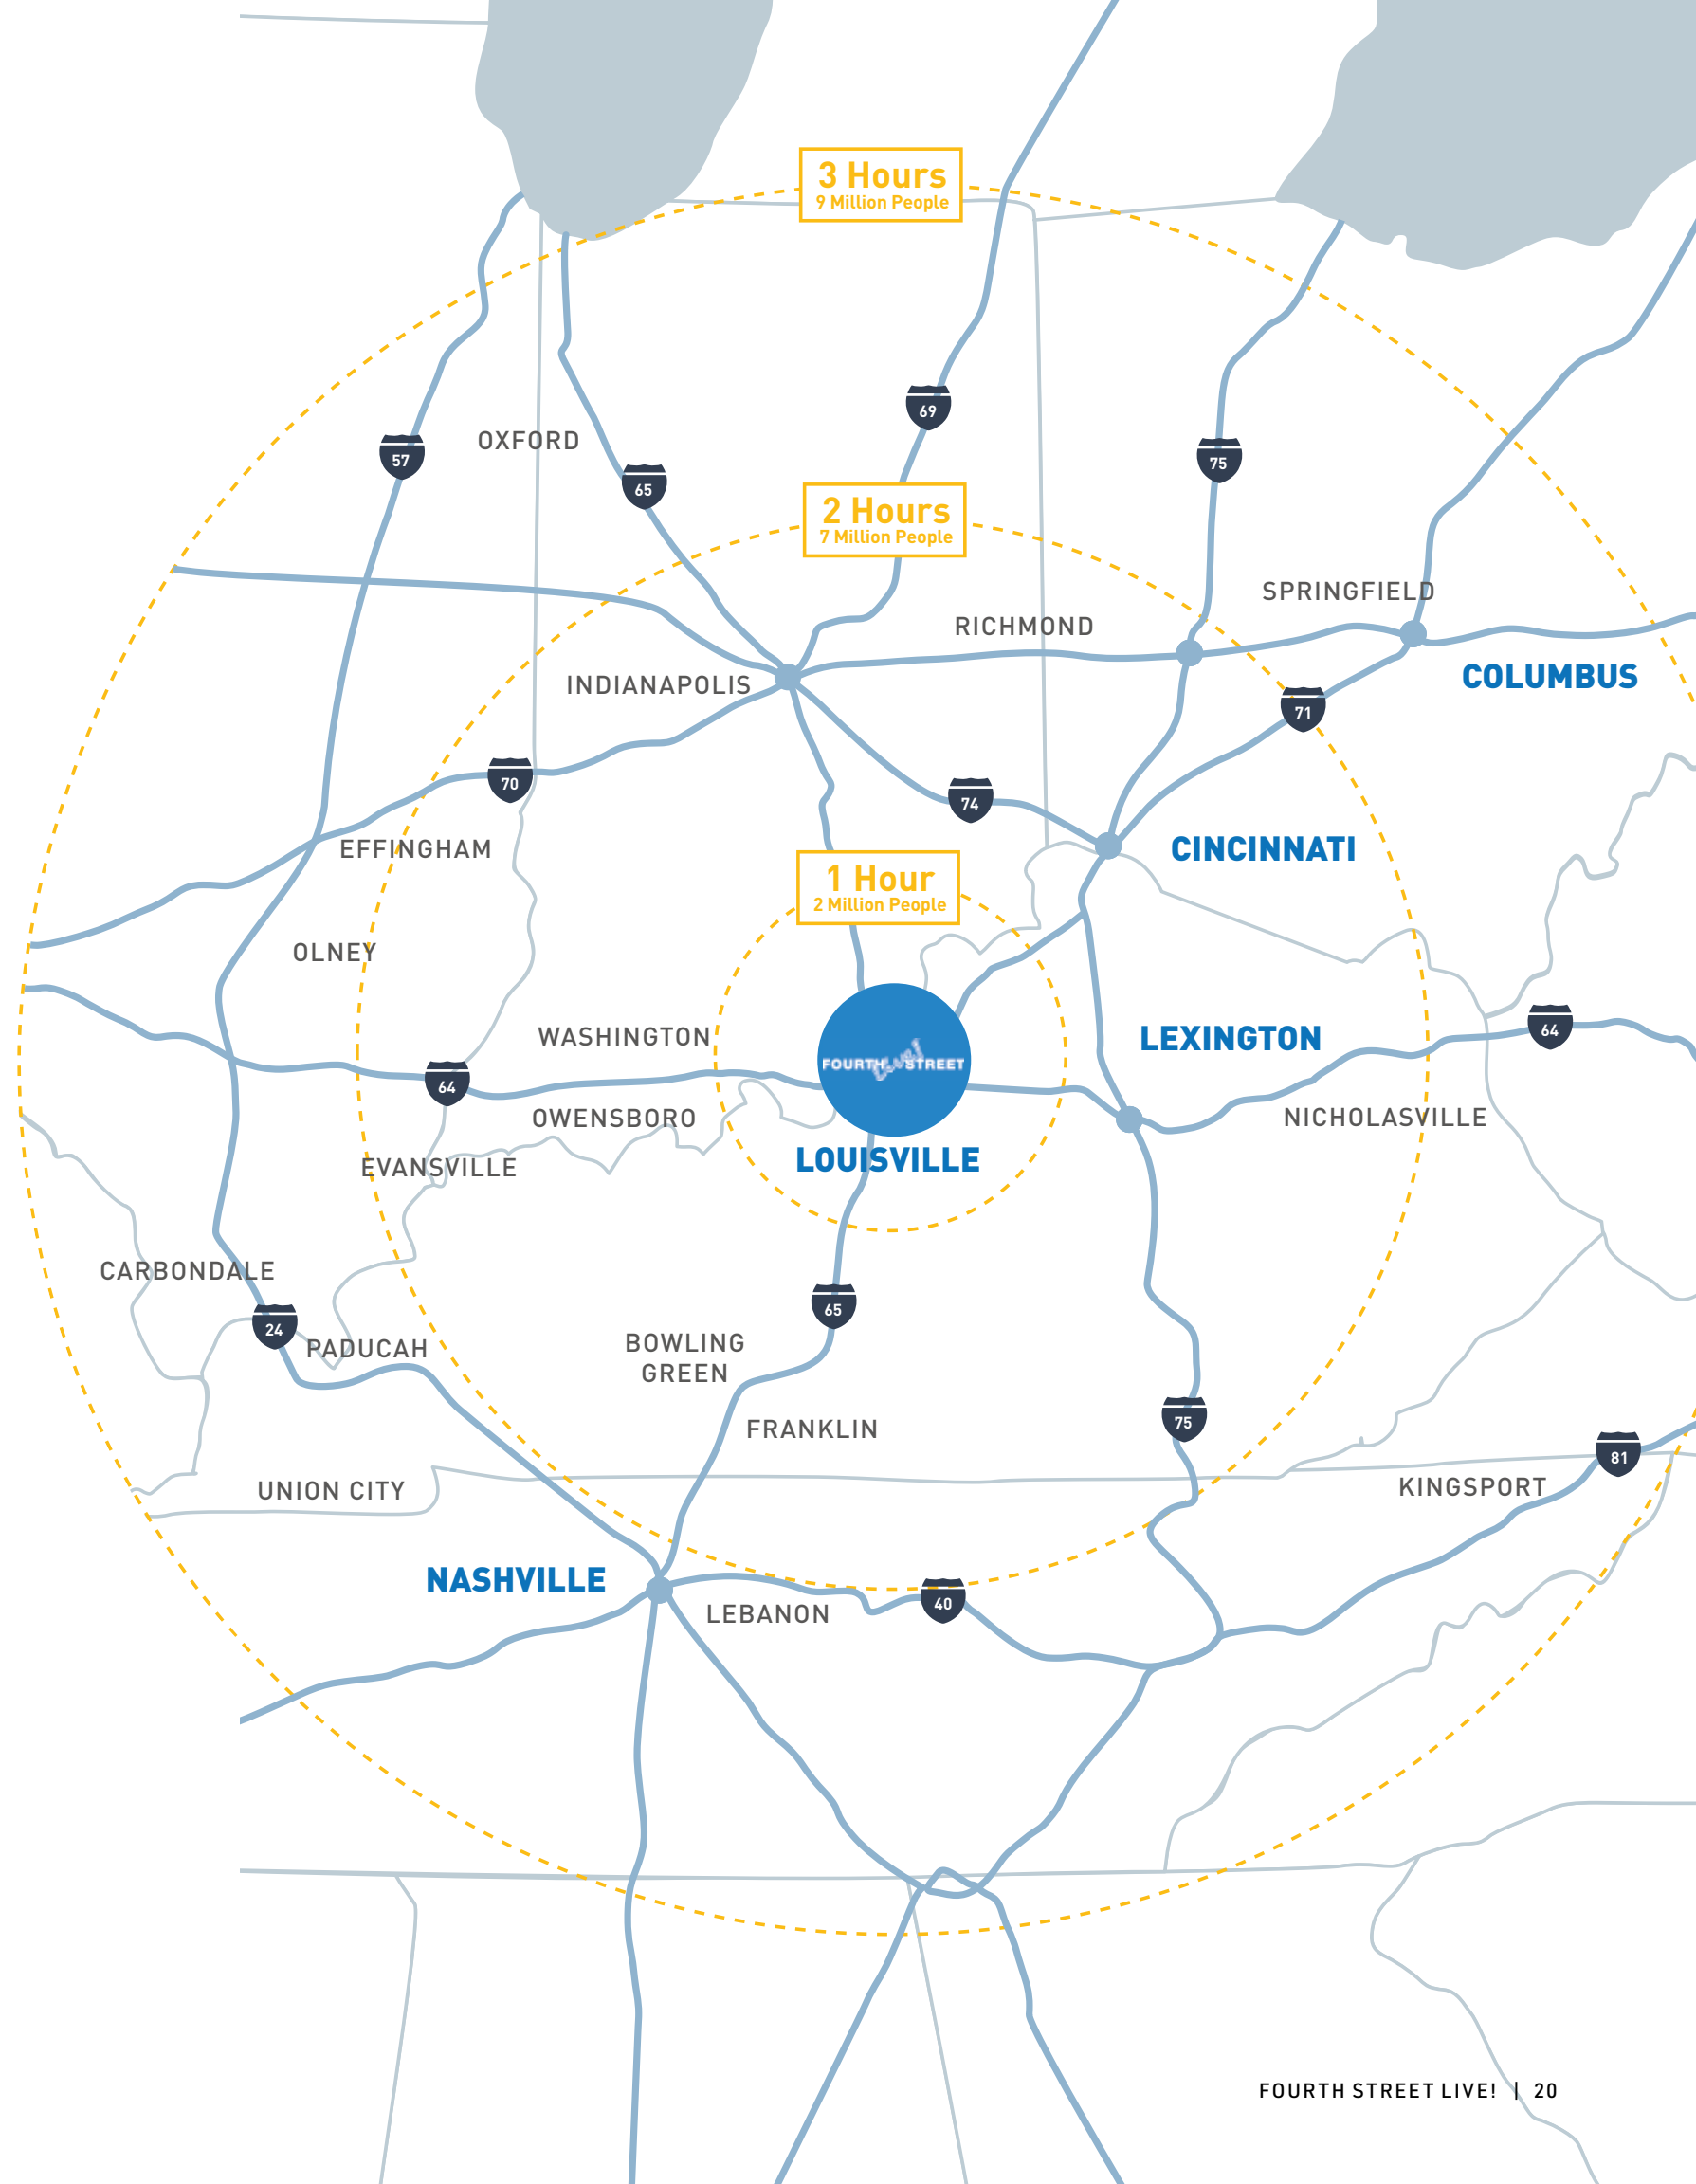 3 Hours
9 Million People
69
OXFORD
57
75
65
2 Hours
7 Million People
SPRINGFIELD
RICHMOND
COLUMBUS
INDIANAPOLIS
71
70
74
EFFINGHAM
CINCINNATI
1 Hour
2 Million People
OLNEY
64
WASHINGTON
LEXINGTON
FOURTH Live! STREET
64
OWENSBORO
NICHOLASVILLE
LOUISVILLE
EVANSVILLE
CARBONDALE
65
24
BOWLING
GREEN
PADUCAH
75
FRANKLIN
81
UNION CITY
KINGSPORT
NASHVILLE
40
LEBANON
FOURTH STREET LIVE! | 20